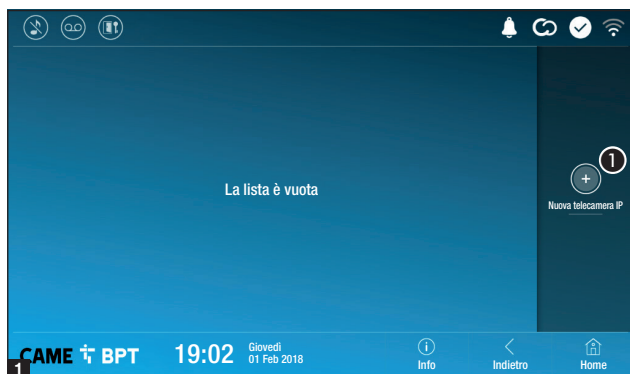 1
La lista è vuota
Nuova telecamera IP
CAME BPT
19:02
Giovedì
01 Feb 2018
Info
Indietro
Home
1